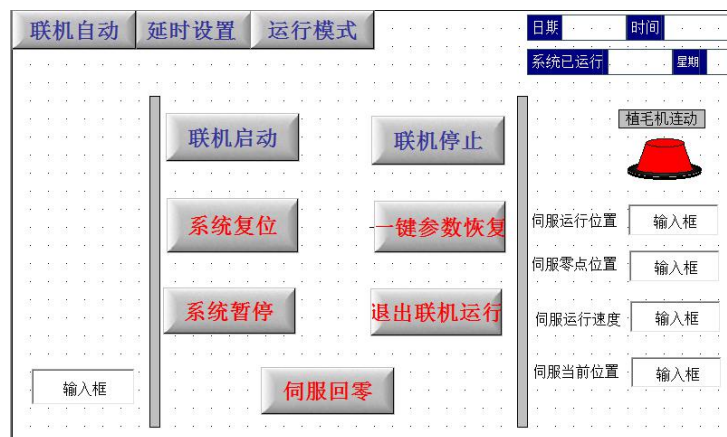 联机自动 延时设置 运行模式
日期 时间
系统已运行 星期
植毛机连动
联机启动 联机停止
系统复位 一键参数恢复
伺服运行位置 输入框
伺服零点位置 输入框
系统暂停 退出联机运行
伺服运行速度 输入框
伺服当前位置 输入框
输入框
伺服回零